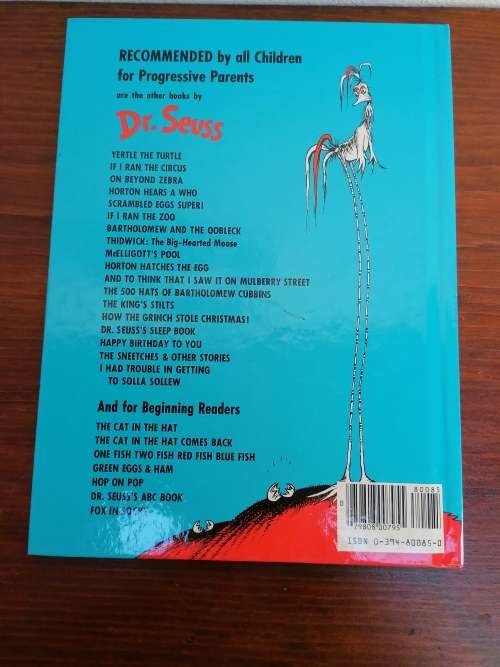 RECOMMENDED by all Children
for Progressive Parents
are the other books by
Dr. Seuss
YERTLE THE TURTLE
IF I RAN THE CIRCUS
ON BEYOND ZEBRA
HORTON HEARS A WHO
SCRAMBLED EGGS SUPER!
IF I RAN THE ZOO
BARTHOLOMEW AND THE OOBLECK
THIDWICK: The Big-Hearted Moose
McELLIGOTT'S POOL
HORTON HATCHES THE EGG
AND TO THINK THAT I SAW IT ON MULBERRY STREET
THE 500 HATS OF BARTHOLOMEW CUBBINS
THE KING'S STILTS
HOW THE GRINCH STOLE CHRISTMAS!
DR. SEUSS'S SLEEP BOOK
HAPPY BIRTHDAY TO YOU
THE SNEETCHES & OTHER STORIES
I HAD TROUBLE IN GETTING
TO SOLLA SOLLEW
And for Beginning Readers
THE CAT IN THE HAT
THE CAT IN THE HAT COMES BACK
ONE FISH TWO FISH RED FISH BLUE FISH
GREEN EGGS & HAM
HOP ON POP
DR. SEUSS'S ABC BOOK
FOX IN SOCKS
80085
0
79808 00795
ISBN 0-394-80085-0